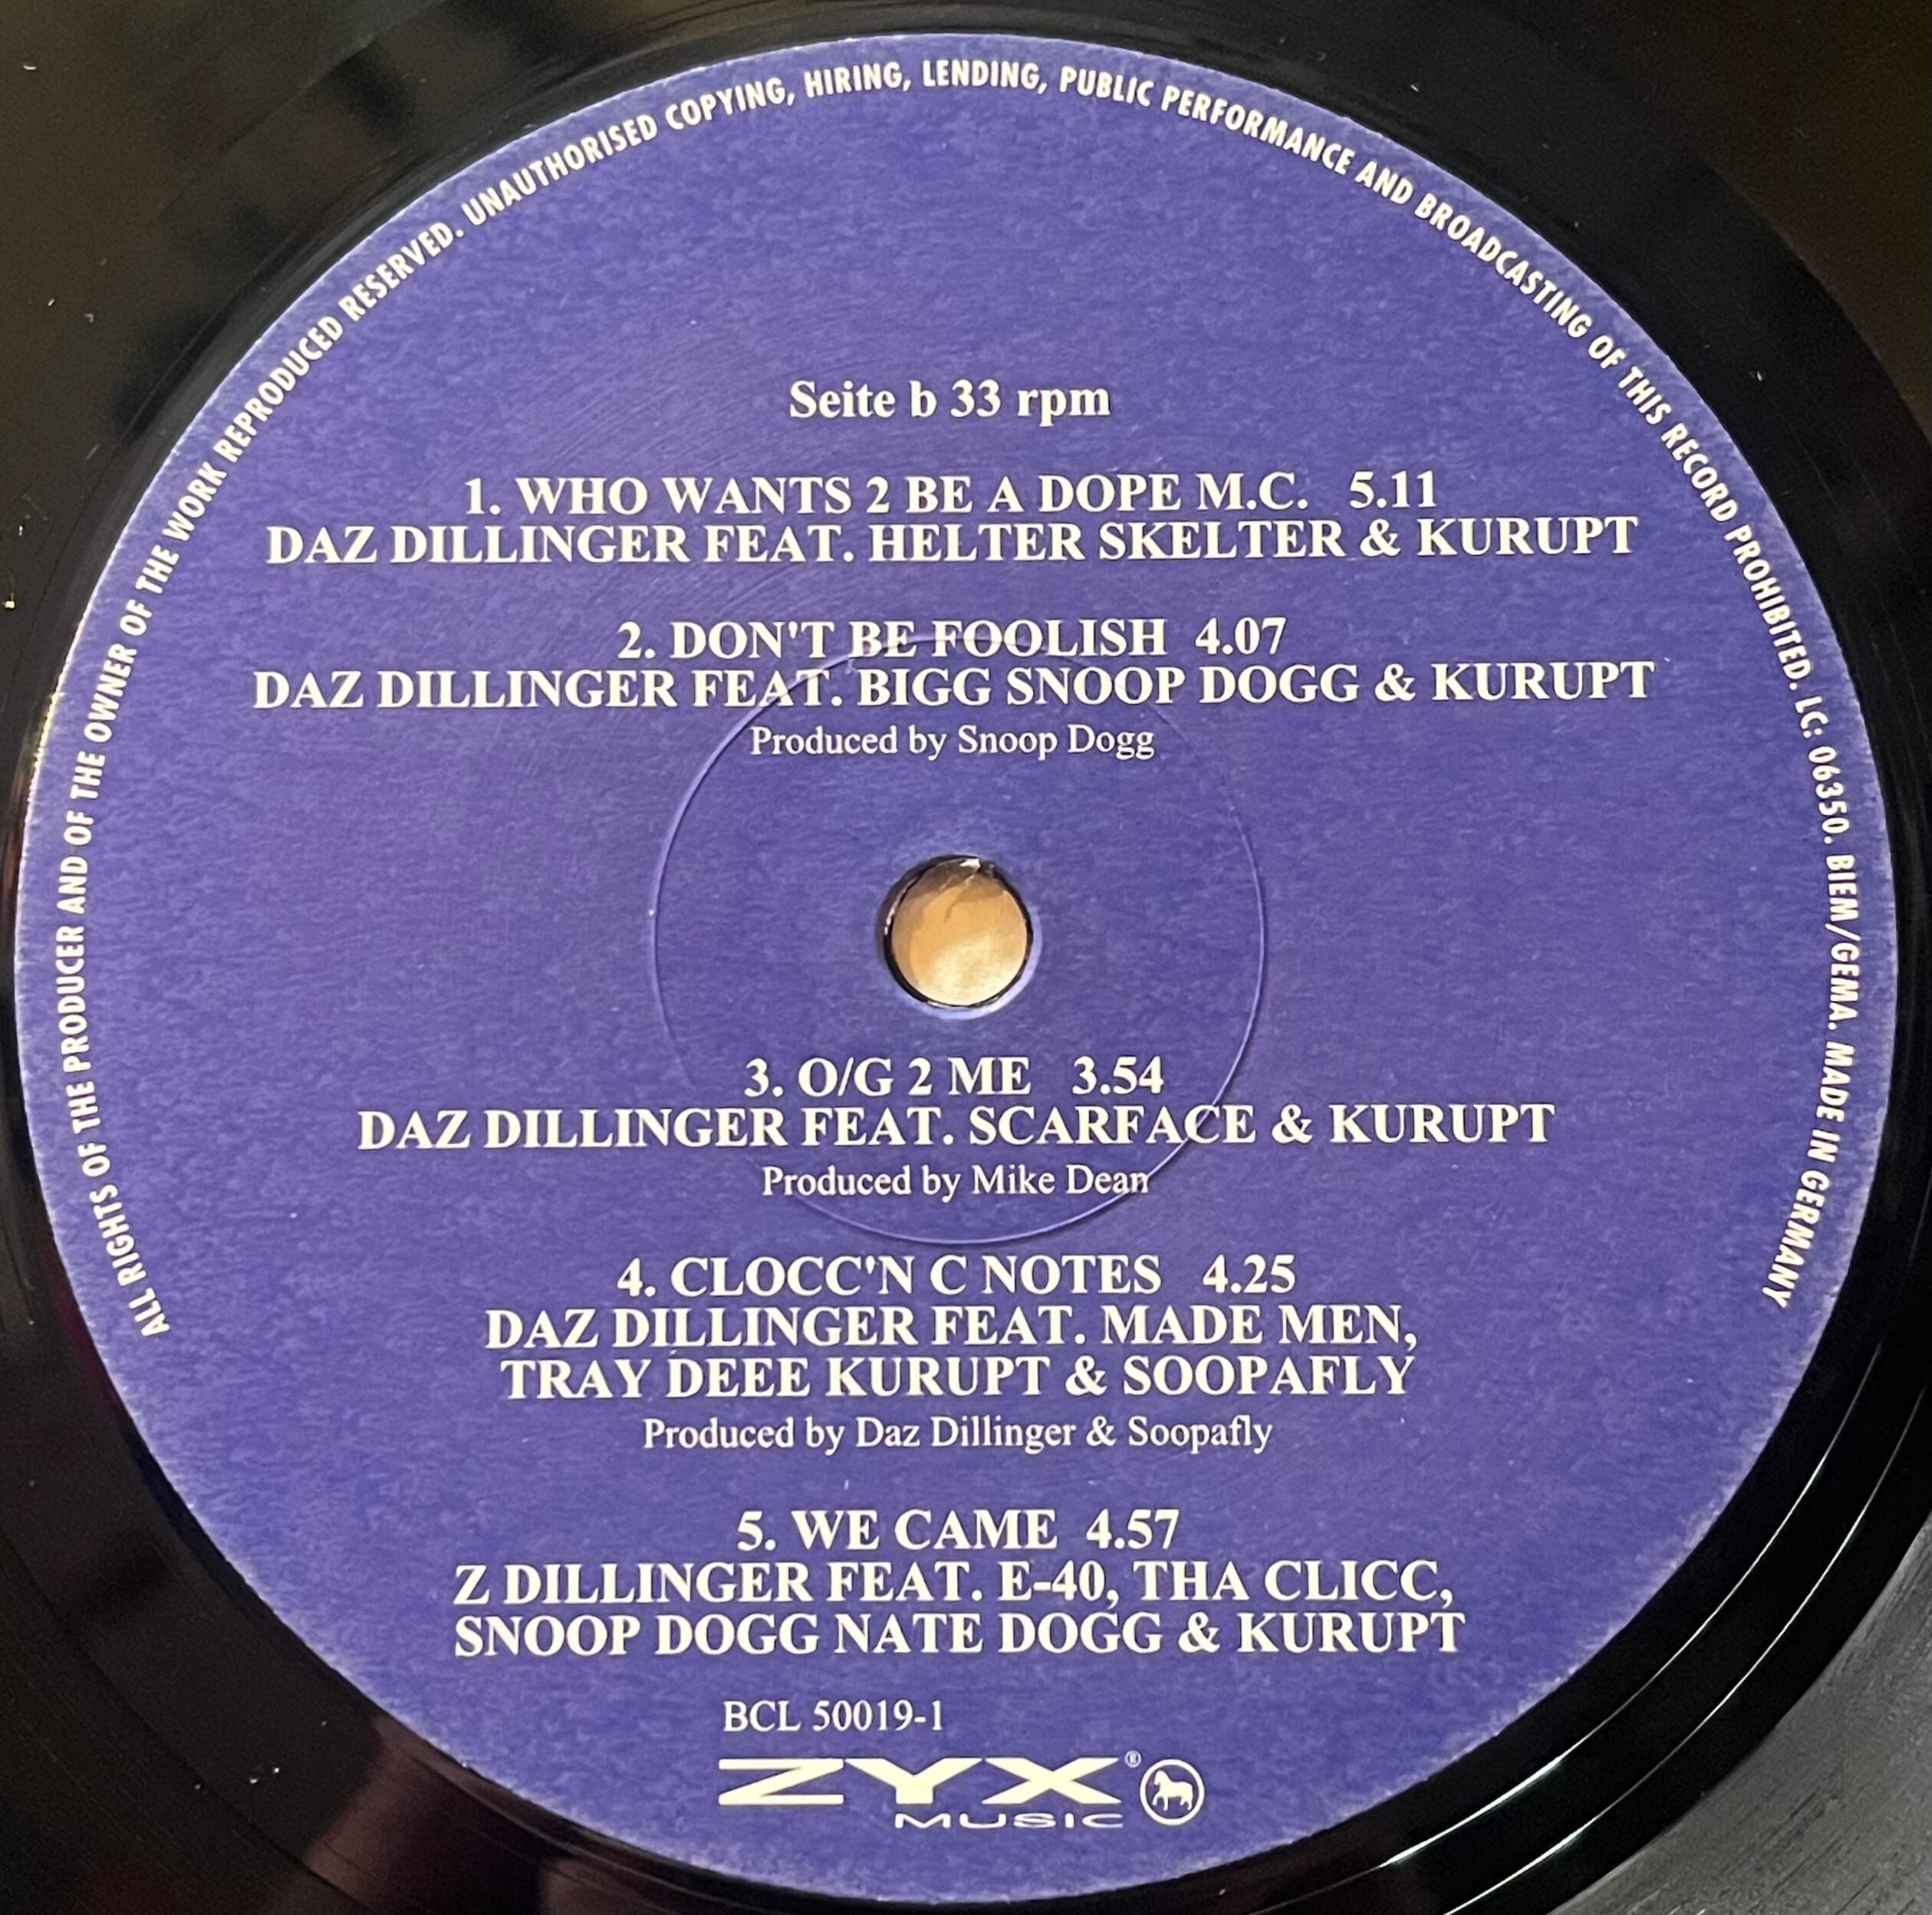 ALL RIGHTS OF THE PRODUCER AND OF THE OWNER OF THE WORK REPRODUCED RESERVED. UNAUTHORISED COPYING, HIRING, LENDING, PUBLIC PERFORMANCE AND BROADCASTING OF THIS RECORD PROHIBITED. LC: 06350. BIEM/GEMA. MADE IN GERMANY
Seite b 33 rpm
1. WHO WANTS 2 BE A DOPE M.C. 5.11
DAZ DILLINGER FEAT. HELTER SKELTER & KURUPT
2. DON'T BE FOOLISH 4.07
DAZ DILLINGER FEAT. BIGG SNOOP DOGG & KURUPT
Produced by Snoop Dogg
3. O/G 2 ME 3.54
DAZ DILLINGER FEAT. SCARFACE & KURUPT
Produced by Mike Dean
4. CLOCC'N C NOTES 4.25
DAZ DILLINGER FEAT. MADE MEN,
TRAY DEEE KURUPT & SOOPAFLY
Produced by Daz Dillinger & Soopafly
5. WE CAME 4.57
Z DILLINGER FEAT. E-40, THA CLICC,
SNOOP DOGG NATE DOGG & KURUPT
BCL 50019-1
ZYX®
MUSIC